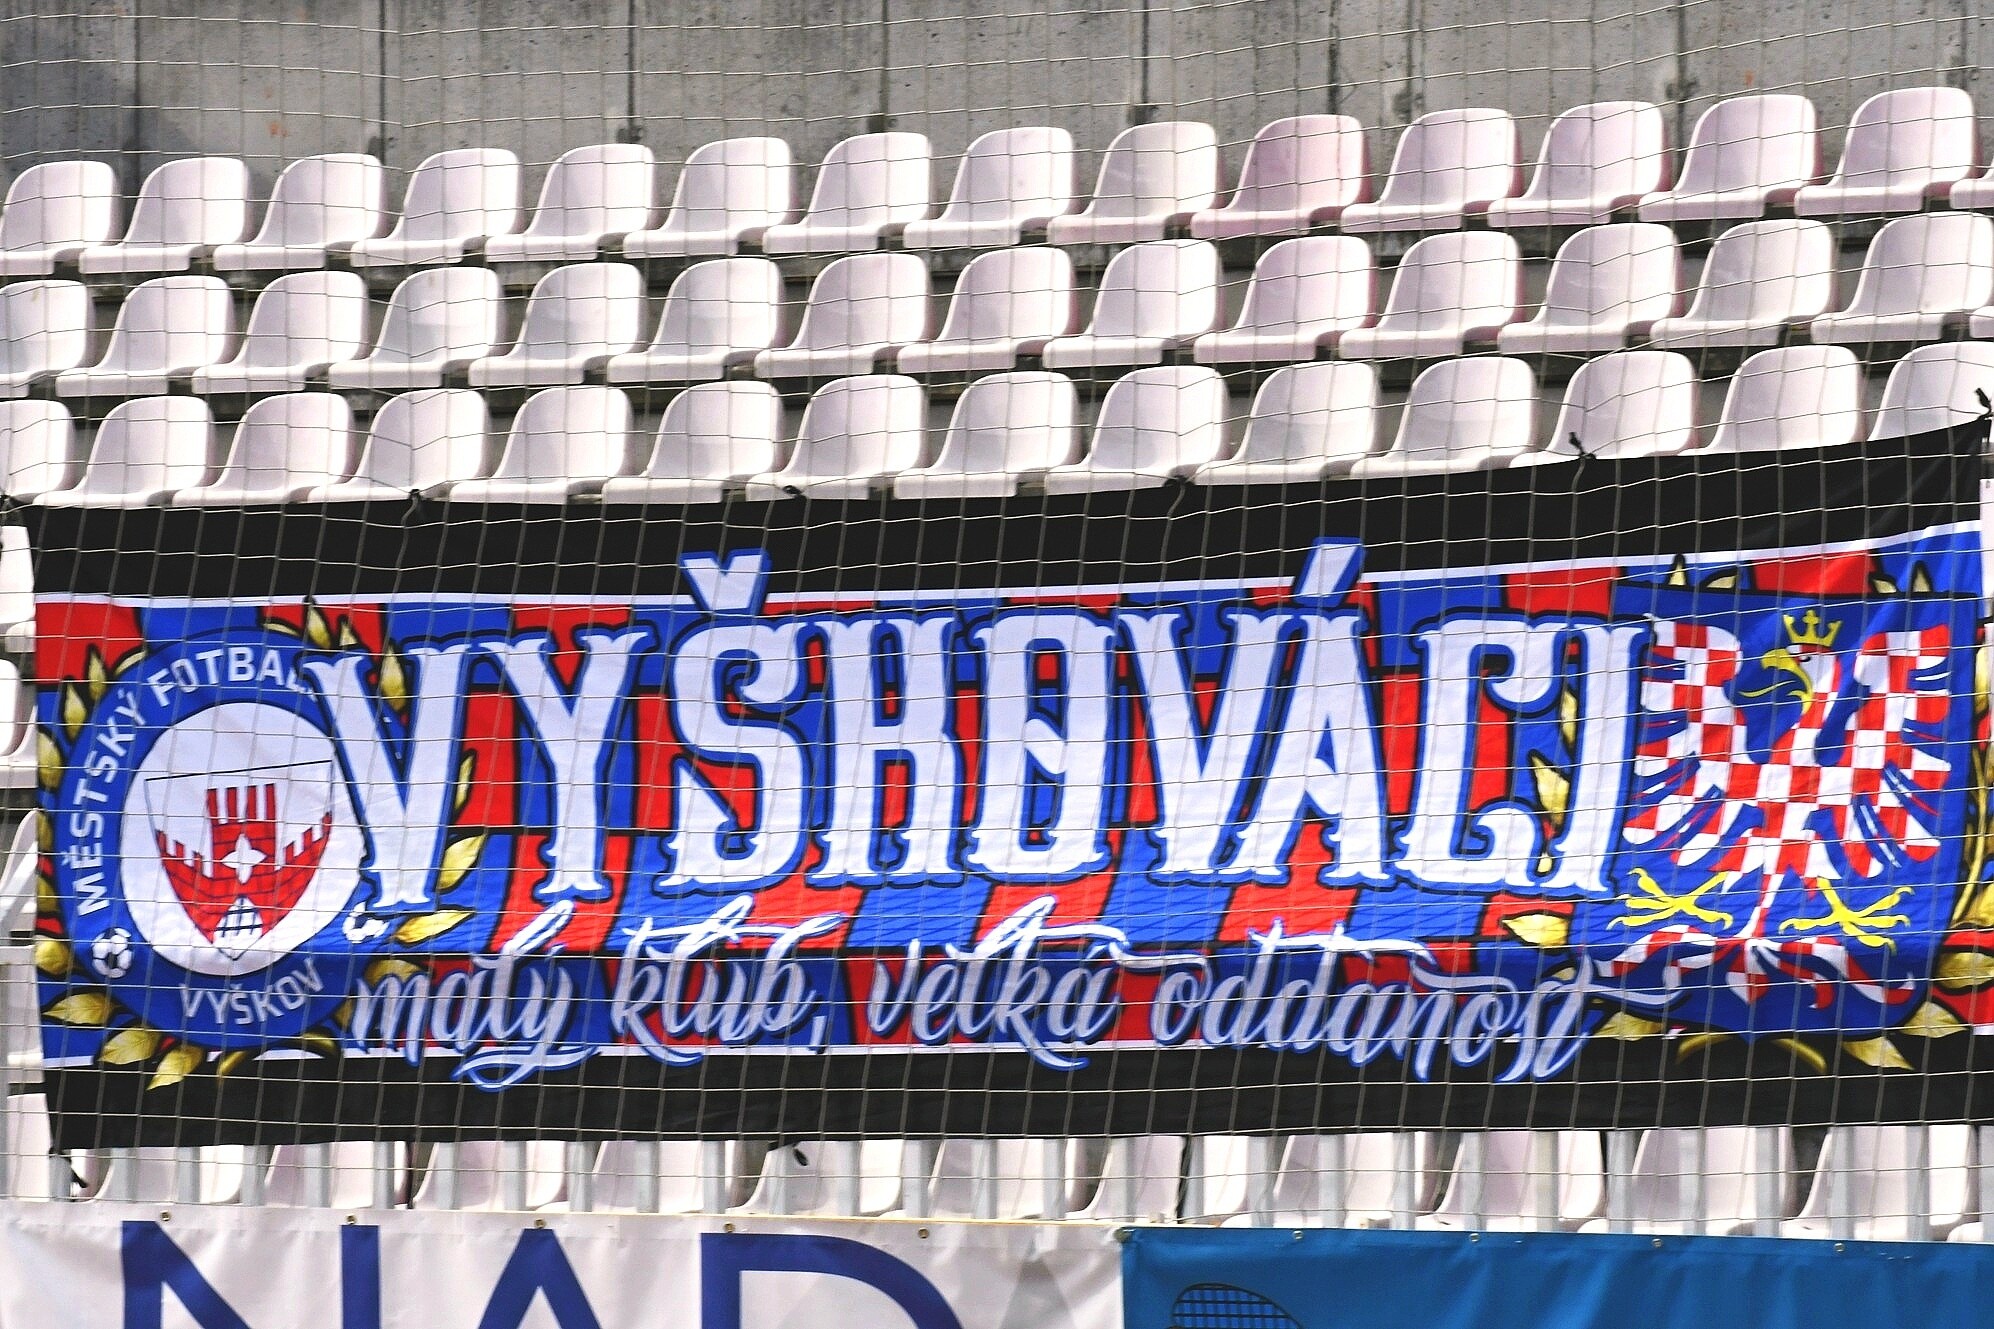 MĚSTSKÝ FOTBAL
VYŠKOV
VYŠKOVÁCI
malý klub, velká oddanost